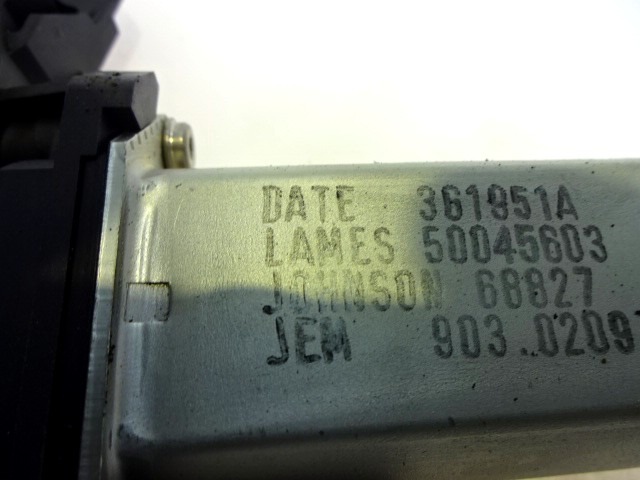 DATE 361951A
LAMES 50045603
JOHNSON 68827
JEM 903.0209